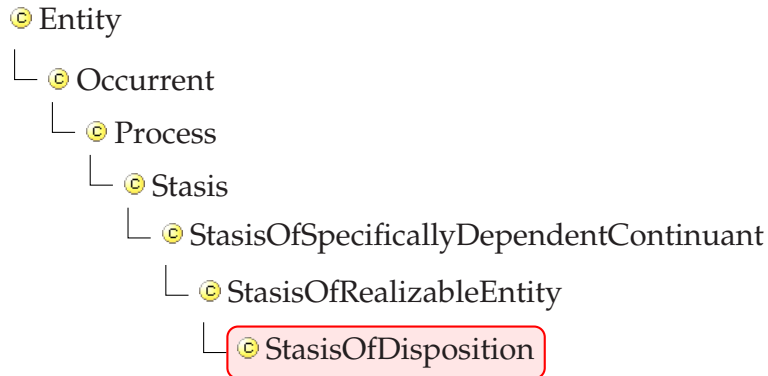 Entity
Occurrent
Process
Stasis
StasisOfSpecificallyDependentContinuant
StasisOfRealizableEntity
StasisOfDisposition